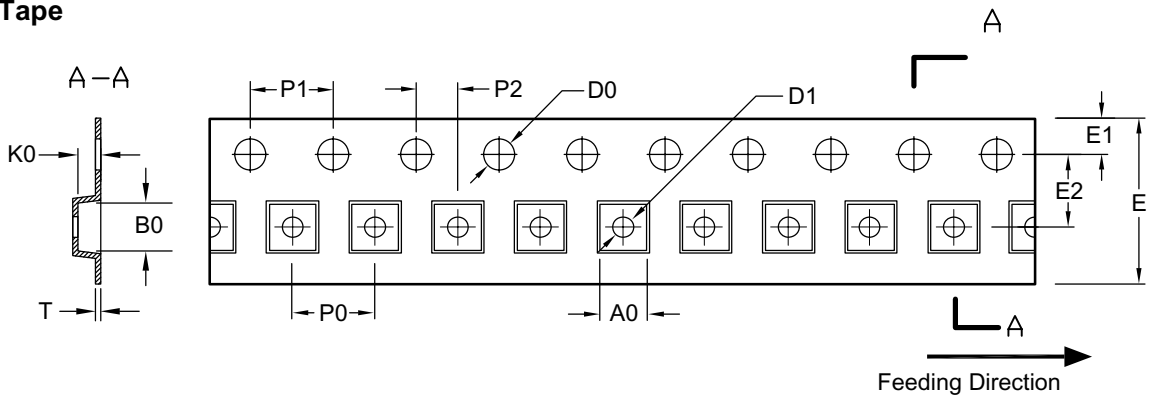 Tape
A
A-A
P1
P2
D0
D1
E1
K0
E2
E
B0
T
P0
A0
A
Feeding Direction